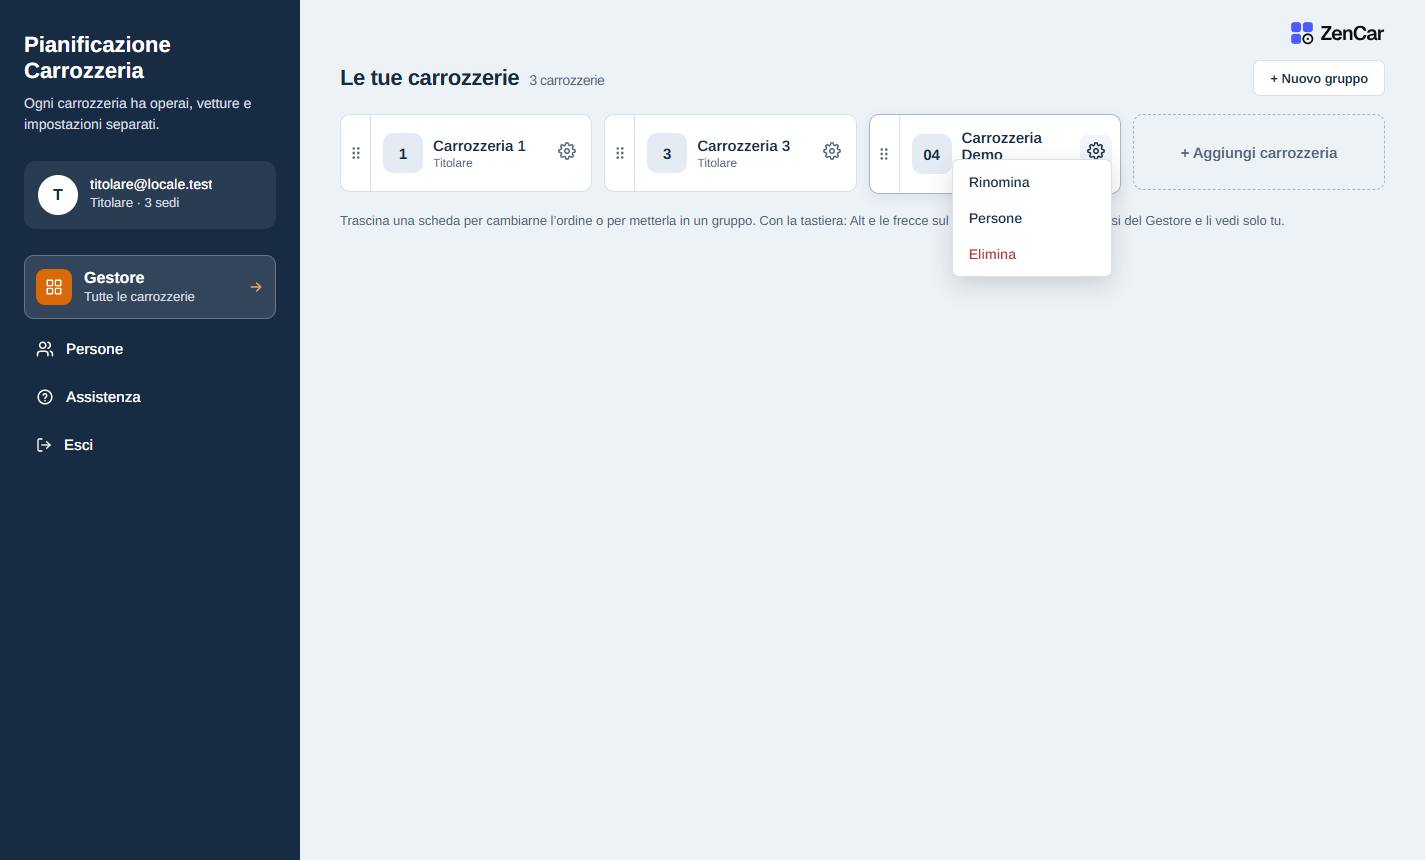 Pianificazione
Carrozzeria
Ogni carrozzeria ha operai, vetture e
impostazioni separati.
T
titolare@locale.test
Titolare · 3 sedi
Gestore
Tutte le carrozzerie
Persone
Assistenza
Esci
ZenCar
Le tue carrozzerie 3 carrozzerie
+ Nuovo gruppo
1
Carrozzeria 1
Titolare
3
Carrozzeria 3
Titolare
04
Carrozzeria
Demo
+ Aggiungi carrozzeria
Rinomina
Persone
Elimina
Trascina una scheda per cambiarne l'ordine o per metterla in un gruppo. Con la tastiera: Alt e le frecce sul
si del Gestore e li vedi solo tu.